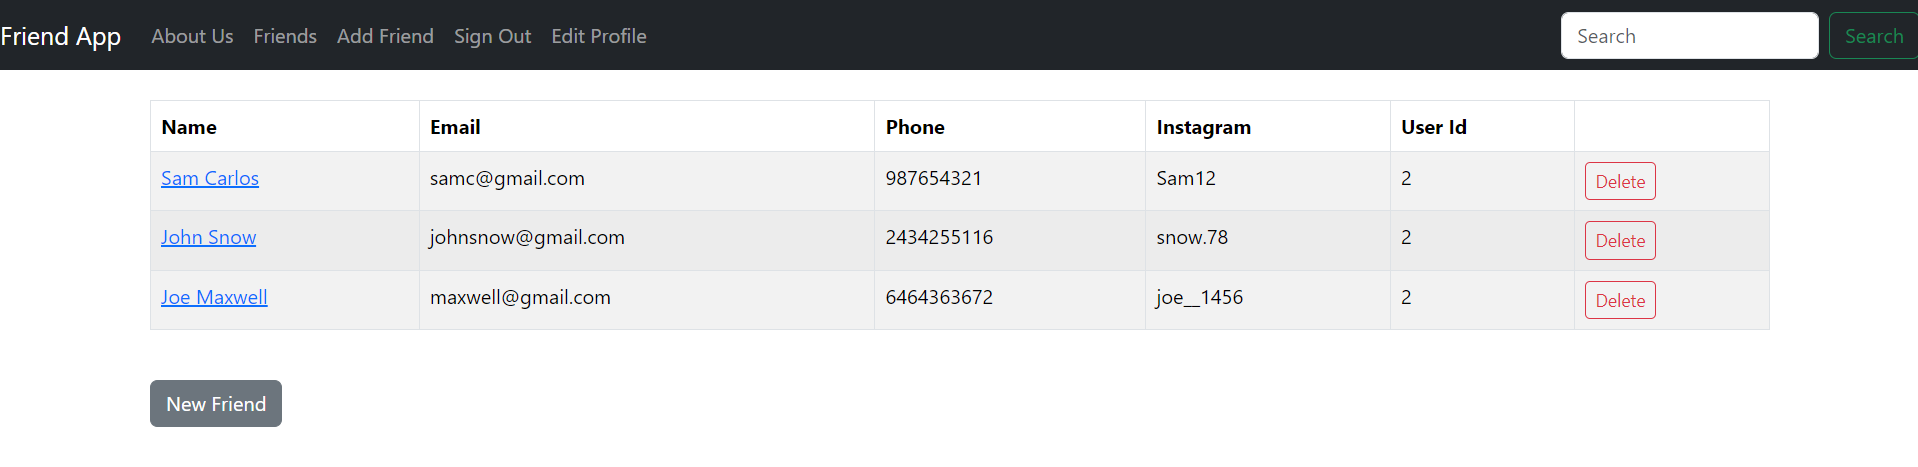 Friend App About Us Friends Add Friend Sign Out Edit Profile Search Search
Name Email Phone Instagram User Id
Sam Carlos samc@gmail.com 987654321 Sam12 2 Delete
John Snow johnsnow@gmail.com 2434255116 snow.78 2 Delete
Joe Maxwell maxwell@gmail.com 6464363672 joe__1456 2 Delete
New Friend